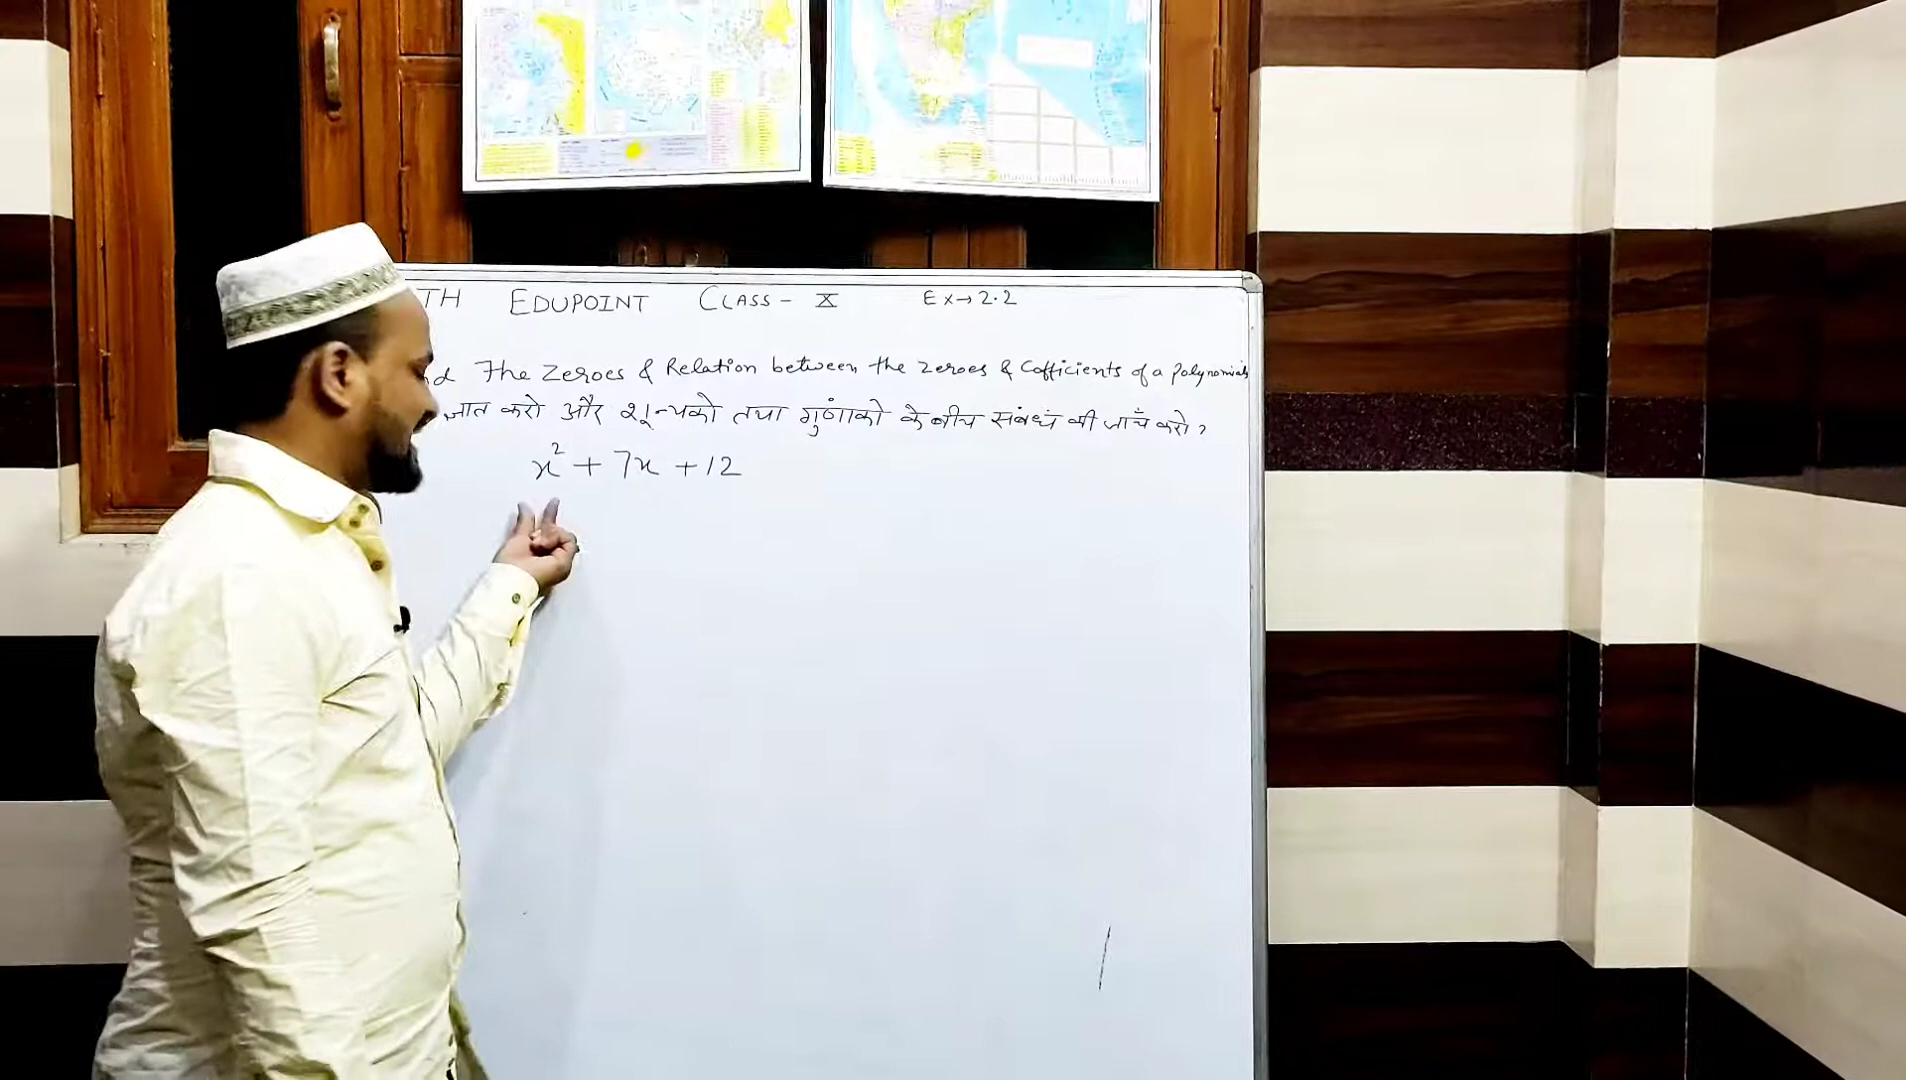 TH EDUPOINT CLASS - X Ex→2.2
nd The Zeroes & Relation between the Zeroes & Cofficients of a polynomials
ज्ञात करो और शून्यको तथा गुणांको के बीच संबंध की जाँच करो?
x² + 7x + 12